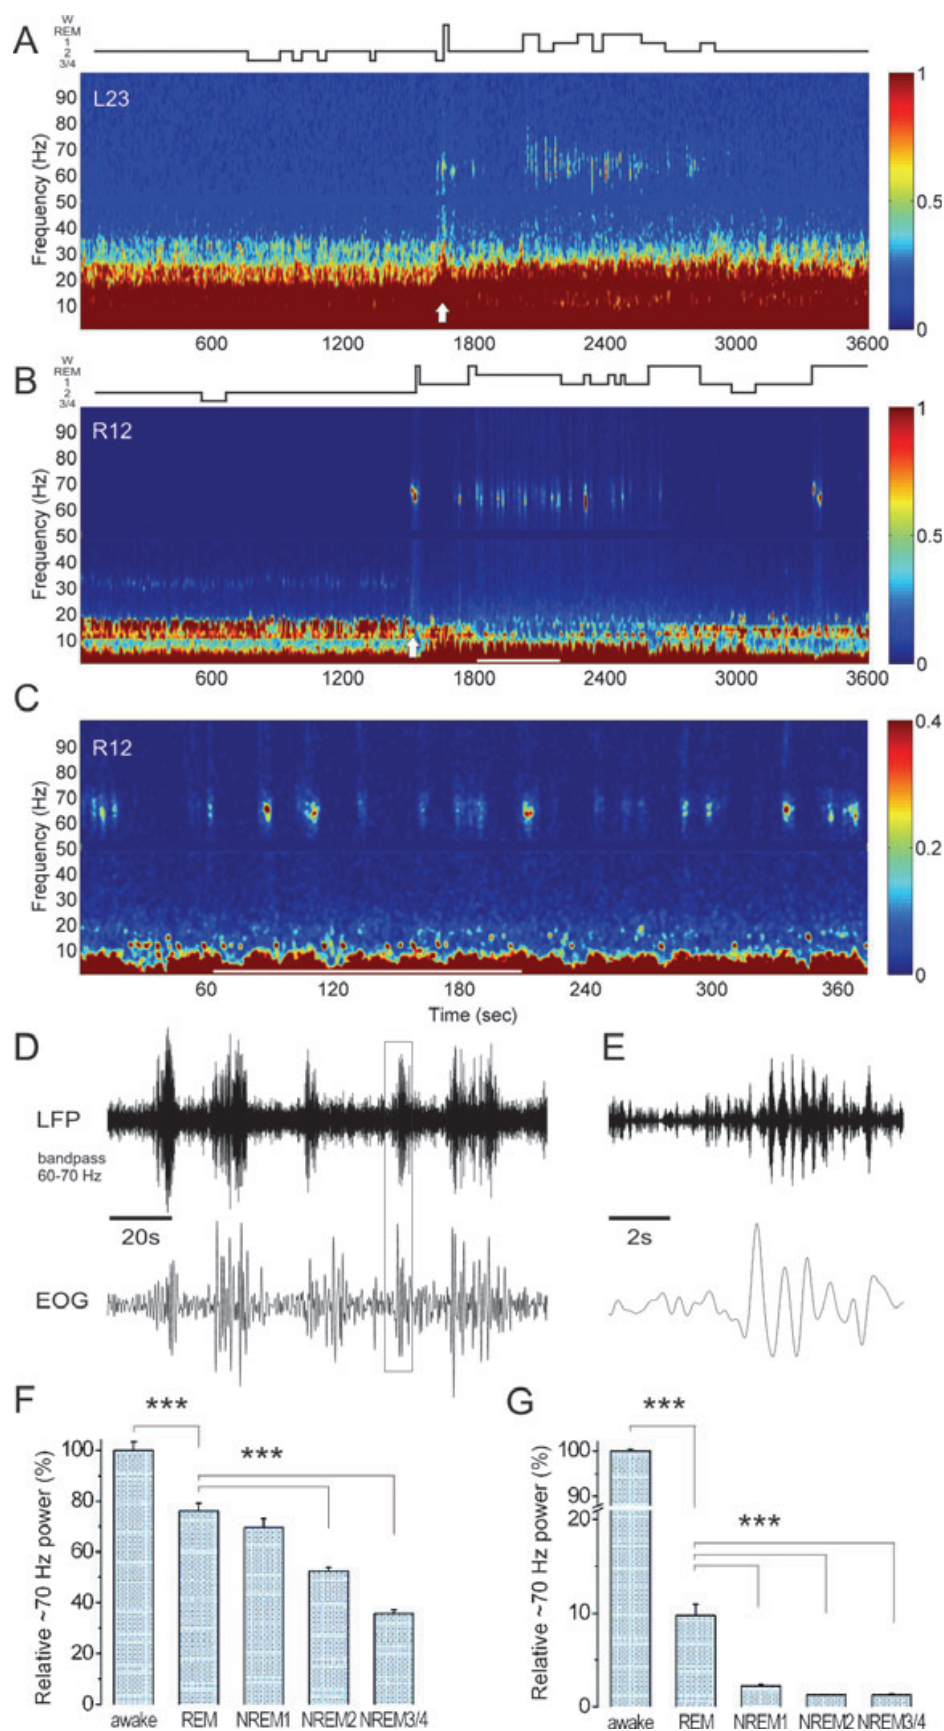 A
W
REM
1
2
3/4
L23
Frequency (Hz)
90
80
70
60
50
40
30
20
10
1
0.5
0
600 1200 1800 2400 3000 3600
B
W
REM
1
2
3/4
R12
Frequency (Hz)
90
80
70
60
50
40
30
20
10
1
0.5
0
600 1200 1800 2400 3000 3600
C
R12
Frequency (Hz)
90
80
70
60
50
40
30
20
10
0.4
0.2
0
60 120 180 240 300 360
Time (sec)
D
LFP
bandpass
60-70 Hz
20s
EOG
E
2s
F
***
***
Relative ~70 Hz power (%)
100
80
60
40
20
0
awake REM NREM1 NREM2 NREM3/4
G
***
***
Relative ~70 Hz power (%)
100
90
20
10
0
awake REM NREM1 NREM2 NREM3/4